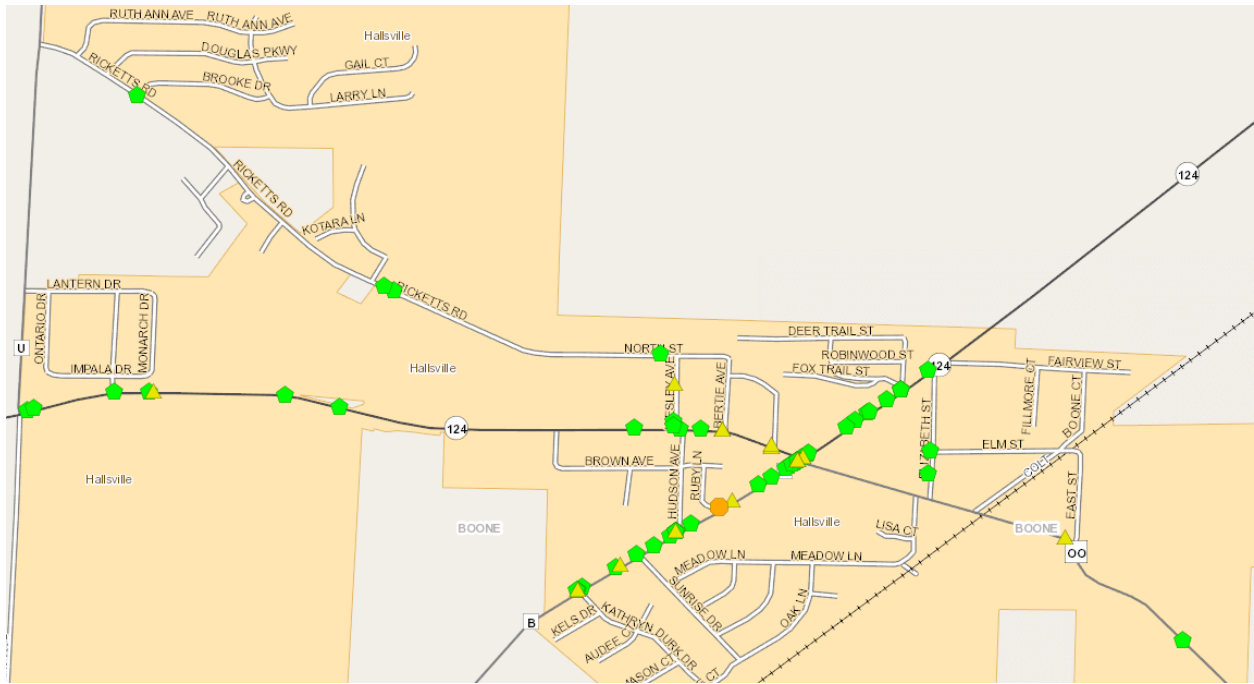 RUTH ANN AVE
RUTH ANN AVE
Hallsville
DOUGLAS PKWY
GAIL CT
RICKETTS RD
BROOKE DR
LARRY LN
124
RICKETTS RD
KOTARA LN
LANTERN DR
RICKETTS RD
ONTARIO DR
MONARCH DR
DEER TRAIL ST
U
NORTH ST
ROBINWOOD ST
124
FAIRVIEW ST
IMPALA DR
Hallsville
FOX TRAIL ST
BERTIE AVE
FILLMORE CT
BOONE CT
124
ELM ST
BROWN AVE
COLT
Hallsville
HUDSON AVE
RUBY LN
EAST ST
BOONE
Hallsville
LISA CT
BOONE
OO
MEADOW LN
MEADOW LN
SUNRISE DR
OAK LN
B
KELS DR
KATHRYN DR
DURK DR
MASON CT
CT